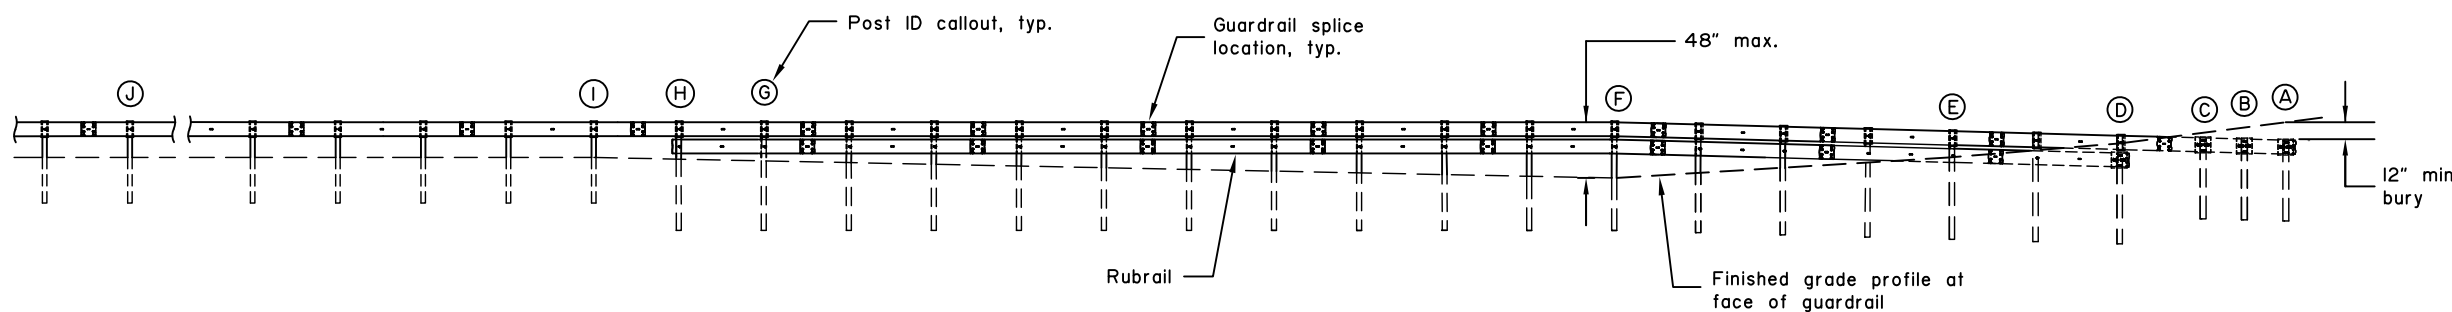 Post ID callout, typ.
Guardrail splice
location, typ.
48" max.
J
I
H
G
F
E
D
C
B
A
12" min
bury
Rubrail
Finished grade profile at
face of guardrail